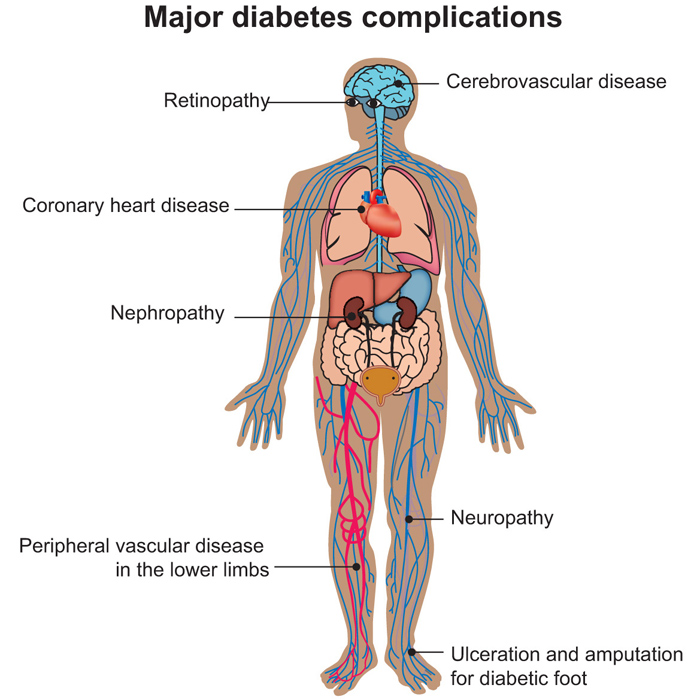 Major diabetes complications
Cerebrovascular disease
Retinopathy
Coronary heart disease
Nephropathy
Neuropathy
Peripheral vascular disease
in the lower limbs
Ulceration and amputation
for diabetic foot